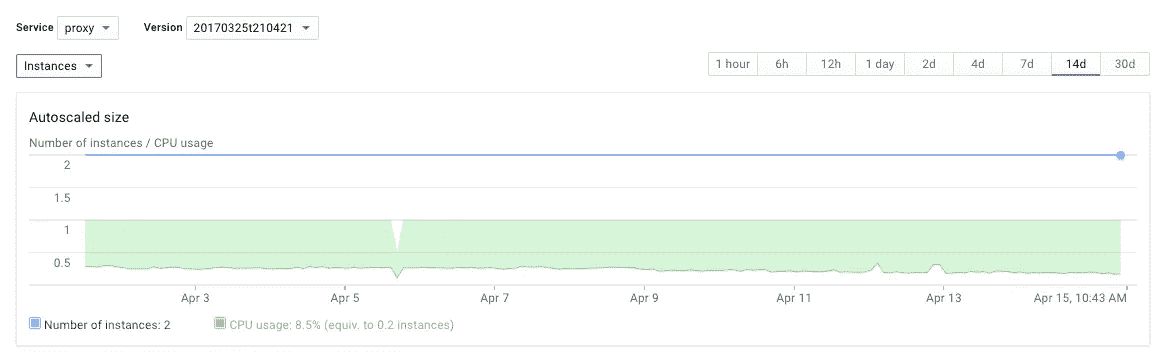 Service proxy Version 20170325t210421
Instances 1 hour 6h 12h 1 day 2d 4d 7d 14d 30d
Autoscaled size
Number of instances / CPU usage
2
1.5
1
0.5
Apr 3 Apr 5 Apr 7 Apr 9 Apr 11 Apr 13 Apr 15, 10:43 AM
Number of instances: 2 CPU usage: 8.5% (equiv. to 0.2 instances)